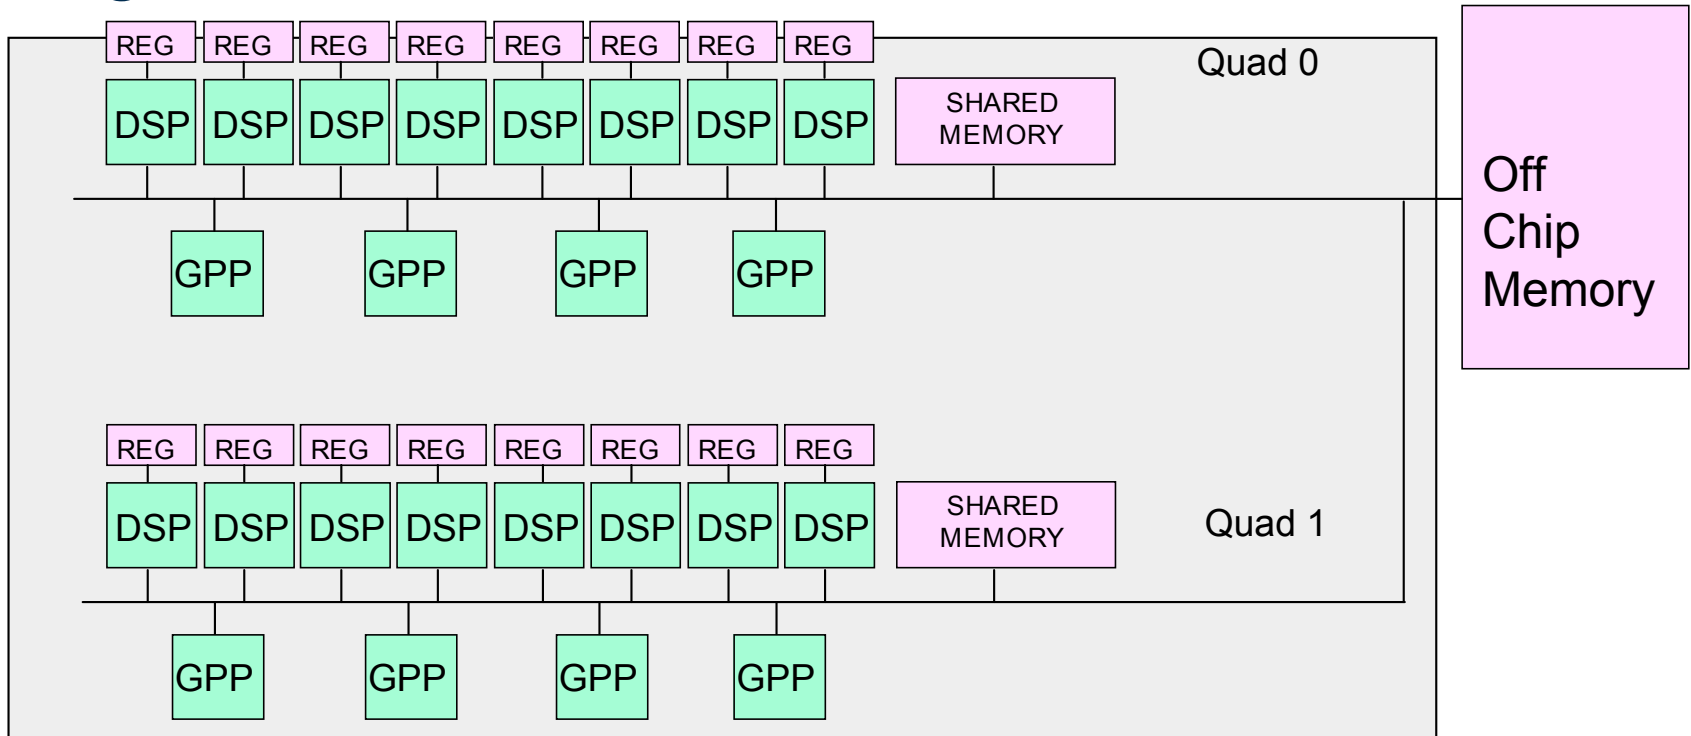 REG REG REG REG REG REG REG REG
Quad 0
DSP DSP DSP DSP DSP DSP DSP DSP
SHARED
MEMORY
Off
Chip
Memory
GPP GPP GPP GPP
REG REG REG REG REG REG REG REG
DSP DSP DSP DSP DSP DSP DSP DSP
SHARED
MEMORY
Quad 1
GPP GPP GPP GPP